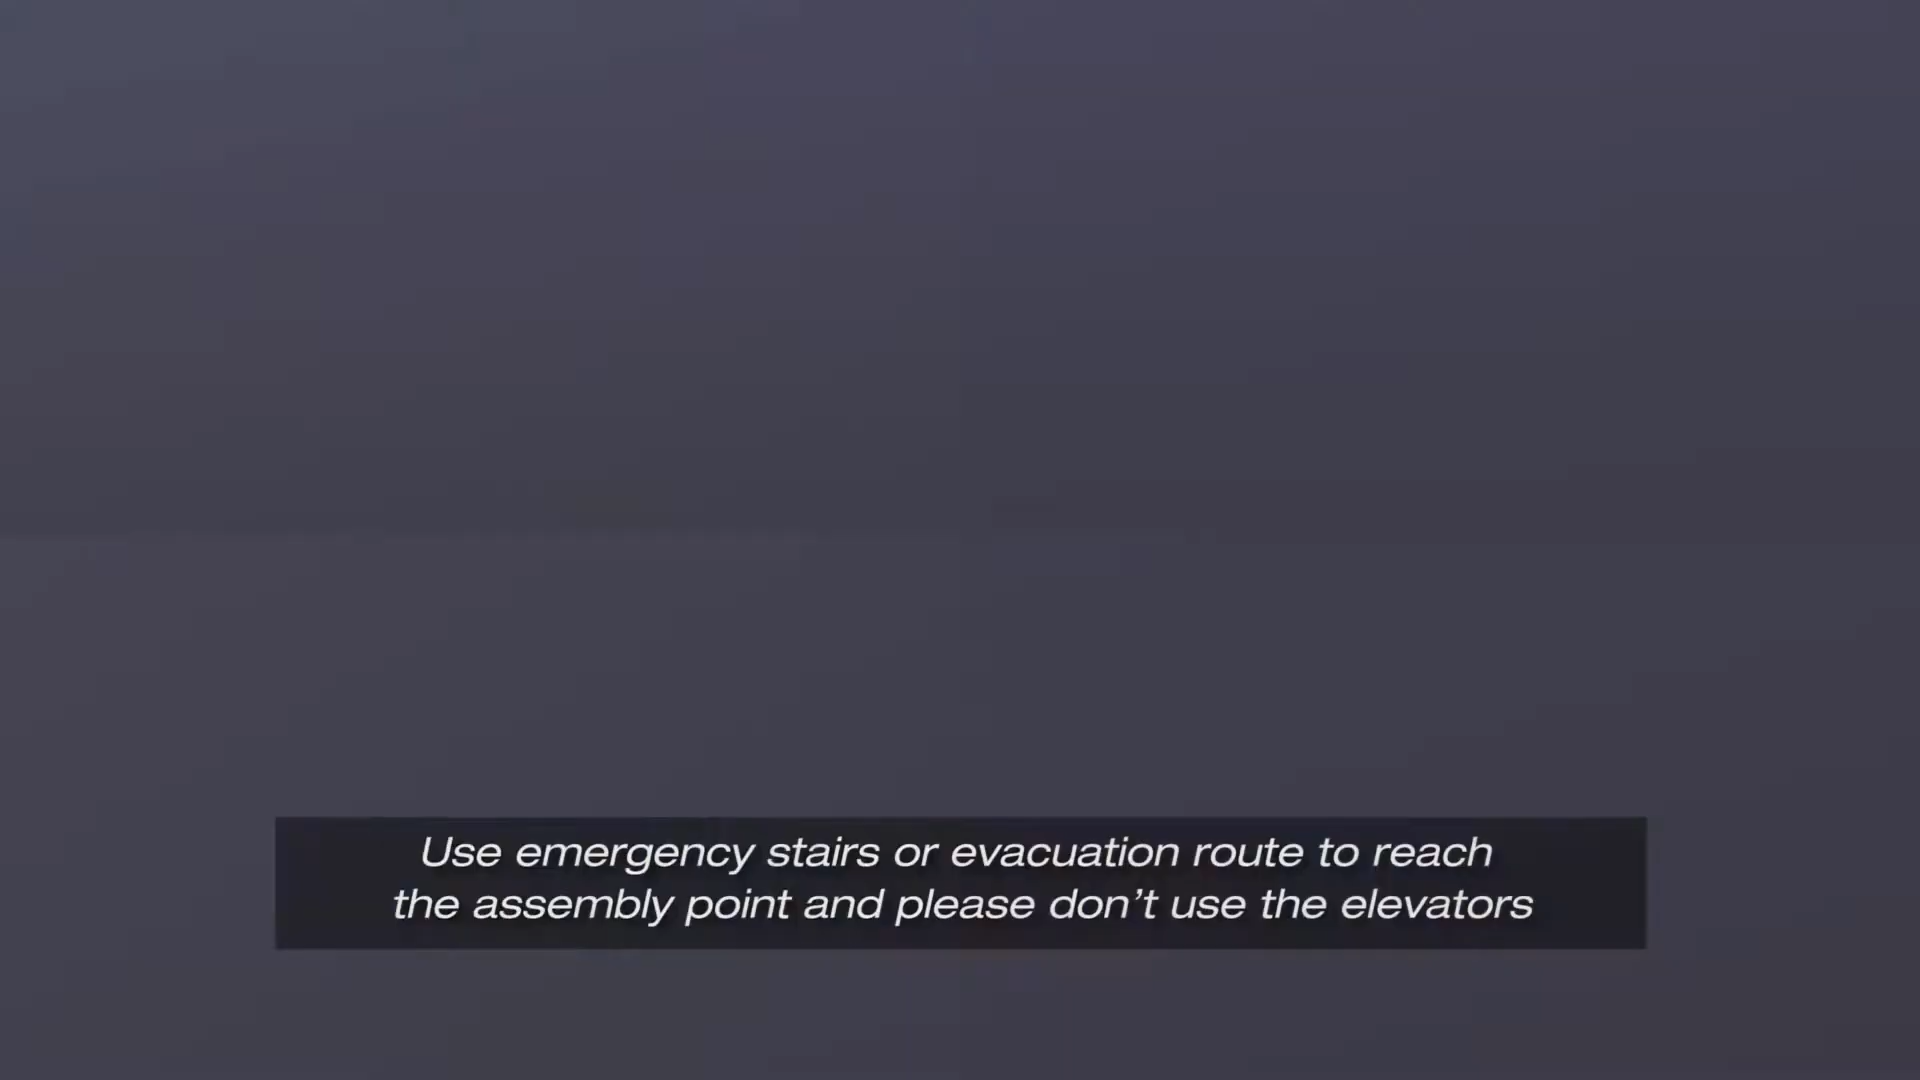 Use emergency stairs or evacuation route to reach
the assembly point and please don’t use the elevators